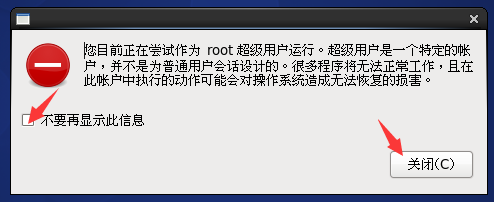 您目前正在尝试作为 root 超级用户运行。超级用户是一个特定的帐
户，并不是为普通用户会话设计的。很多程序将无法正常工作，且在
此帐户中执行的动作可能会对操作系统造成无法恢复的损害。
不要再显示此信息
关闭(C)